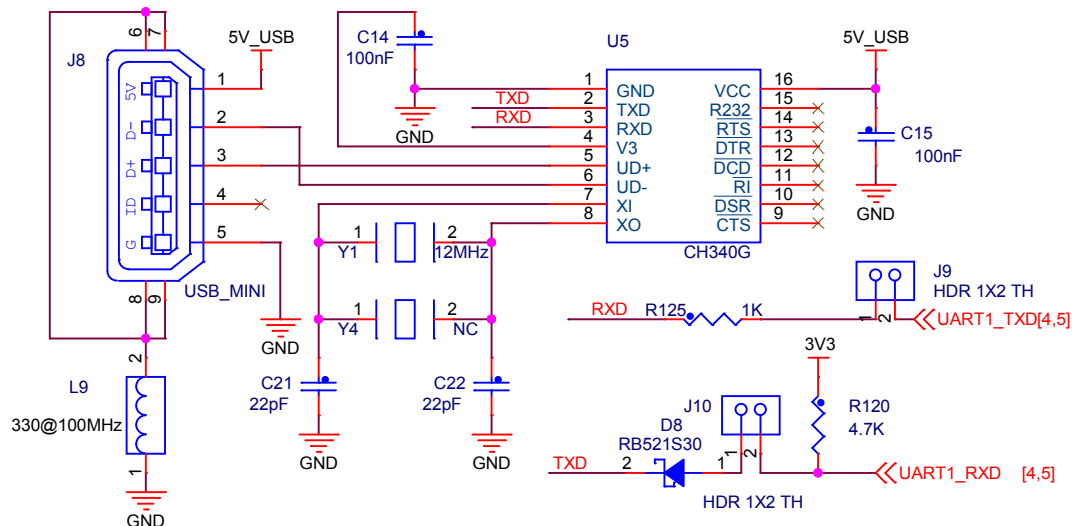 6
7
J8
5V
D-
D+
ID
G
1
2
3
4
5
5V_USB
USB_MINI
8
9
GND
2
L9
330@100MHz
1
GND
C14
100nF
GND
TXD
RXD
U5
1
2
3
4
5
6
7
8
GND
TXD
RXD
V3
UD+
UD-
XI
XO
VCC
R232
RTS
DTR
DCD
RI
DSR
CTS
16
15
14
13
12
11
10
9
CH340G
5V_USB
C15
100nF
GND
1
2
Y1
12MHz
1
2
Y4
NC
C21
22pF
GND
C22
22pF
GND
J9
HDR 1X2 TH
RXD
R125
1K
1
2
UART1_TXD[4,5]
3V3
J10
R120
4.7K
D8
RB521S30
TXD
2
1
1
2
UART1_RXD [4,5]
HDR 1X2 TH